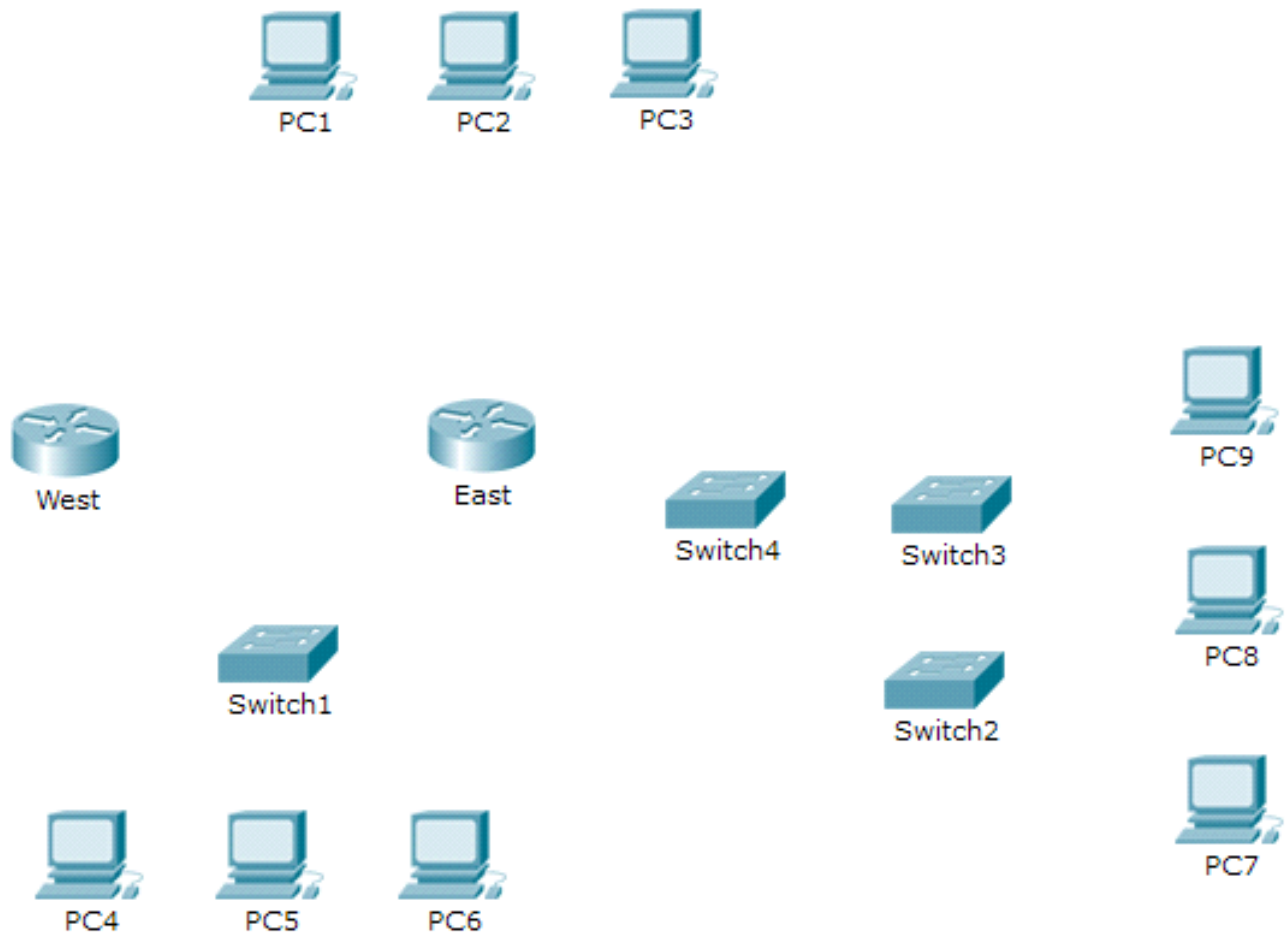 PC1
PC2
PC3
West
East
PC9
Switch4
Switch3
PC8
Switch1
Switch2
PC7
PC4
PC5
PC6